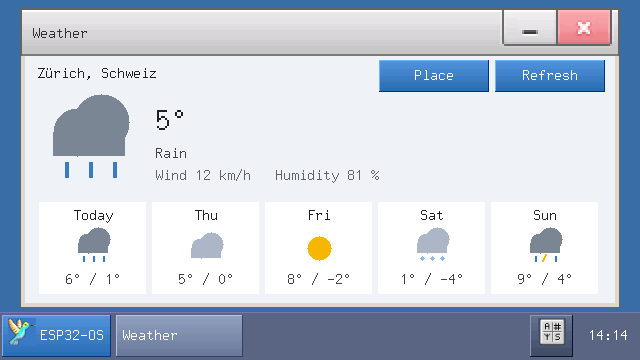 Weather
Zürich, Schweiz
Place
Refresh
5°
Rain
Wind 12 km/h Humidity 81 %
Today Thu Fri Sat Sun
6° / 1° 5° / 0° 8° / -2° 1° / -4° 9° / 4°
ESP32-OS Weather A # T S 14:14